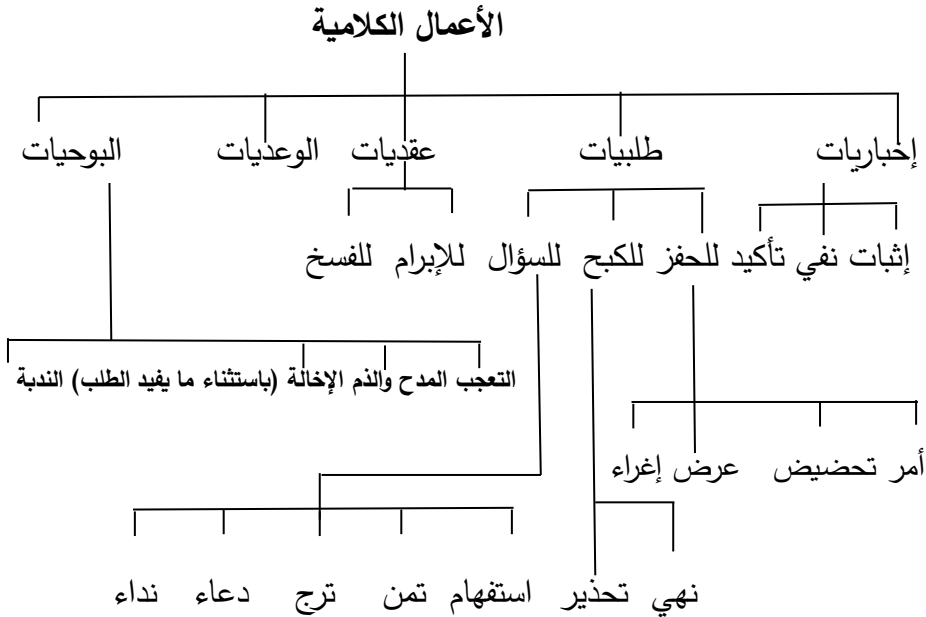 الأعمال الكلامية
إخباريات طلبيات عقديات الوعديات البوحيات
إثبات نفي تأكيد للحفز للكبح للسؤال للإبرام للفسخ
التعجب المدح والذم الإخالة (باستثناء ما يفيد الطلب) الندبة
أمر تحضيض عرض إغراء
نهي تحذير استفهام تمن ترج دعاء نداء